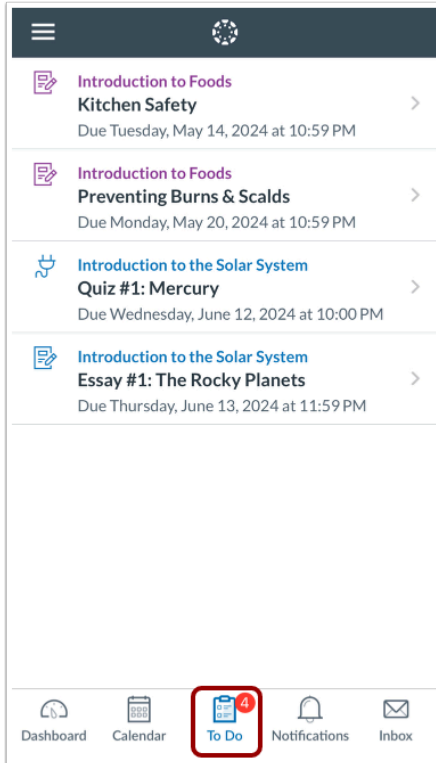 Introduction to Foods
Kitchen Safety
Due Tuesday, May 14, 2024 at 10:59 PM
Introduction to Foods
Preventing Burns & Scalds
Due Monday, May 20, 2024 at 10:59 PM
Introduction to the Solar System
Quiz #1: Mercury
Due Wednesday, June 12, 2024 at 10:00 PM
Introduction to the Solar System
Essay #1: The Rocky Planets
Due Thursday, June 13, 2024 at 11:59 PM
4
Dashboard Calendar To Do Notifications Inbox